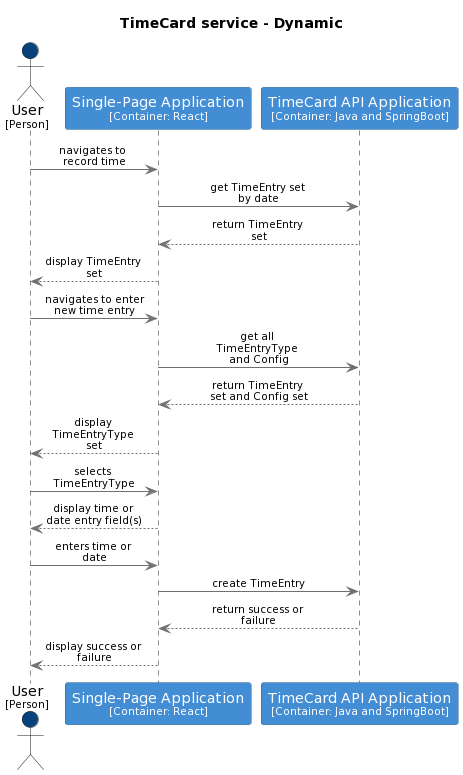 TimeCard service - Dynamic
User
[Person]
Single-Page Application
[Container: React]
TimeCard API Application
[Container: Java and SpringBoot]
navigates to
record time
get TimeEntry set
by date
return TimeEntry
set
display TimeEntry
set
navigates to enter
new time entry
get all
TimeEntryType
and Config
return TimeEntry
set and Config set
display
TimeEntryType
set
selects
TimeEntryType
display time or
date entry field(s)
enters time or
date
create TimeEntry
return success or
failure
display success or
failure
User
[Person]
Single-Page Application
[Container: React]
TimeCard API Application
[Container: Java and SpringBoot]